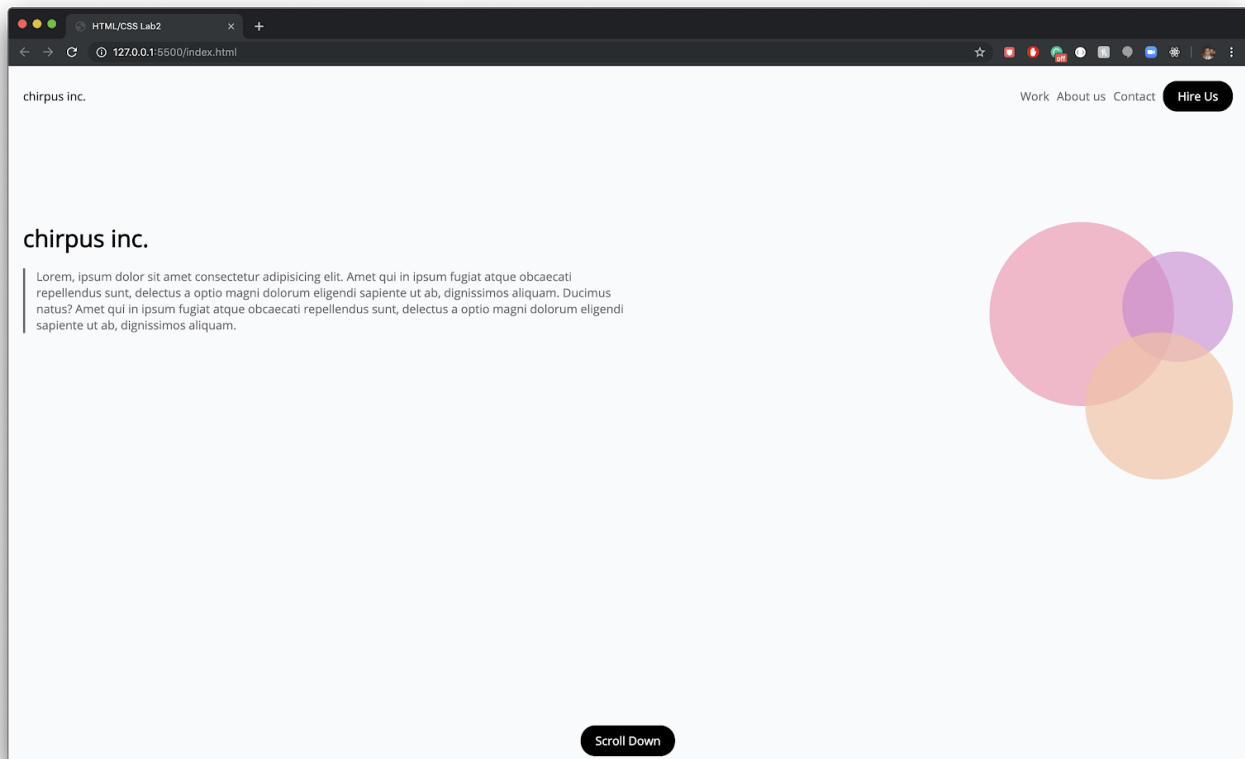 HTML/CSS Lab2
127.0.0.1:5500/index.html
off
chirpus inc.
Work About us Contact Hire Us
chirpus inc.
Lorem, ipsum dolor sit amet consectetur adipisicing elit. Amet qui in ipsum fugiat atque obcaecati
repellendus sunt, delectus a optio magni dolorum eligendi sapiente ut ab, dignissimos aliquam. Ducimus
natus? Amet qui in ipsum fugiat atque obcaecati repellendus sunt, delectus a optio magni dolorum eligendi
sapiente ut ab, dignissimos aliquam.
Scroll Down